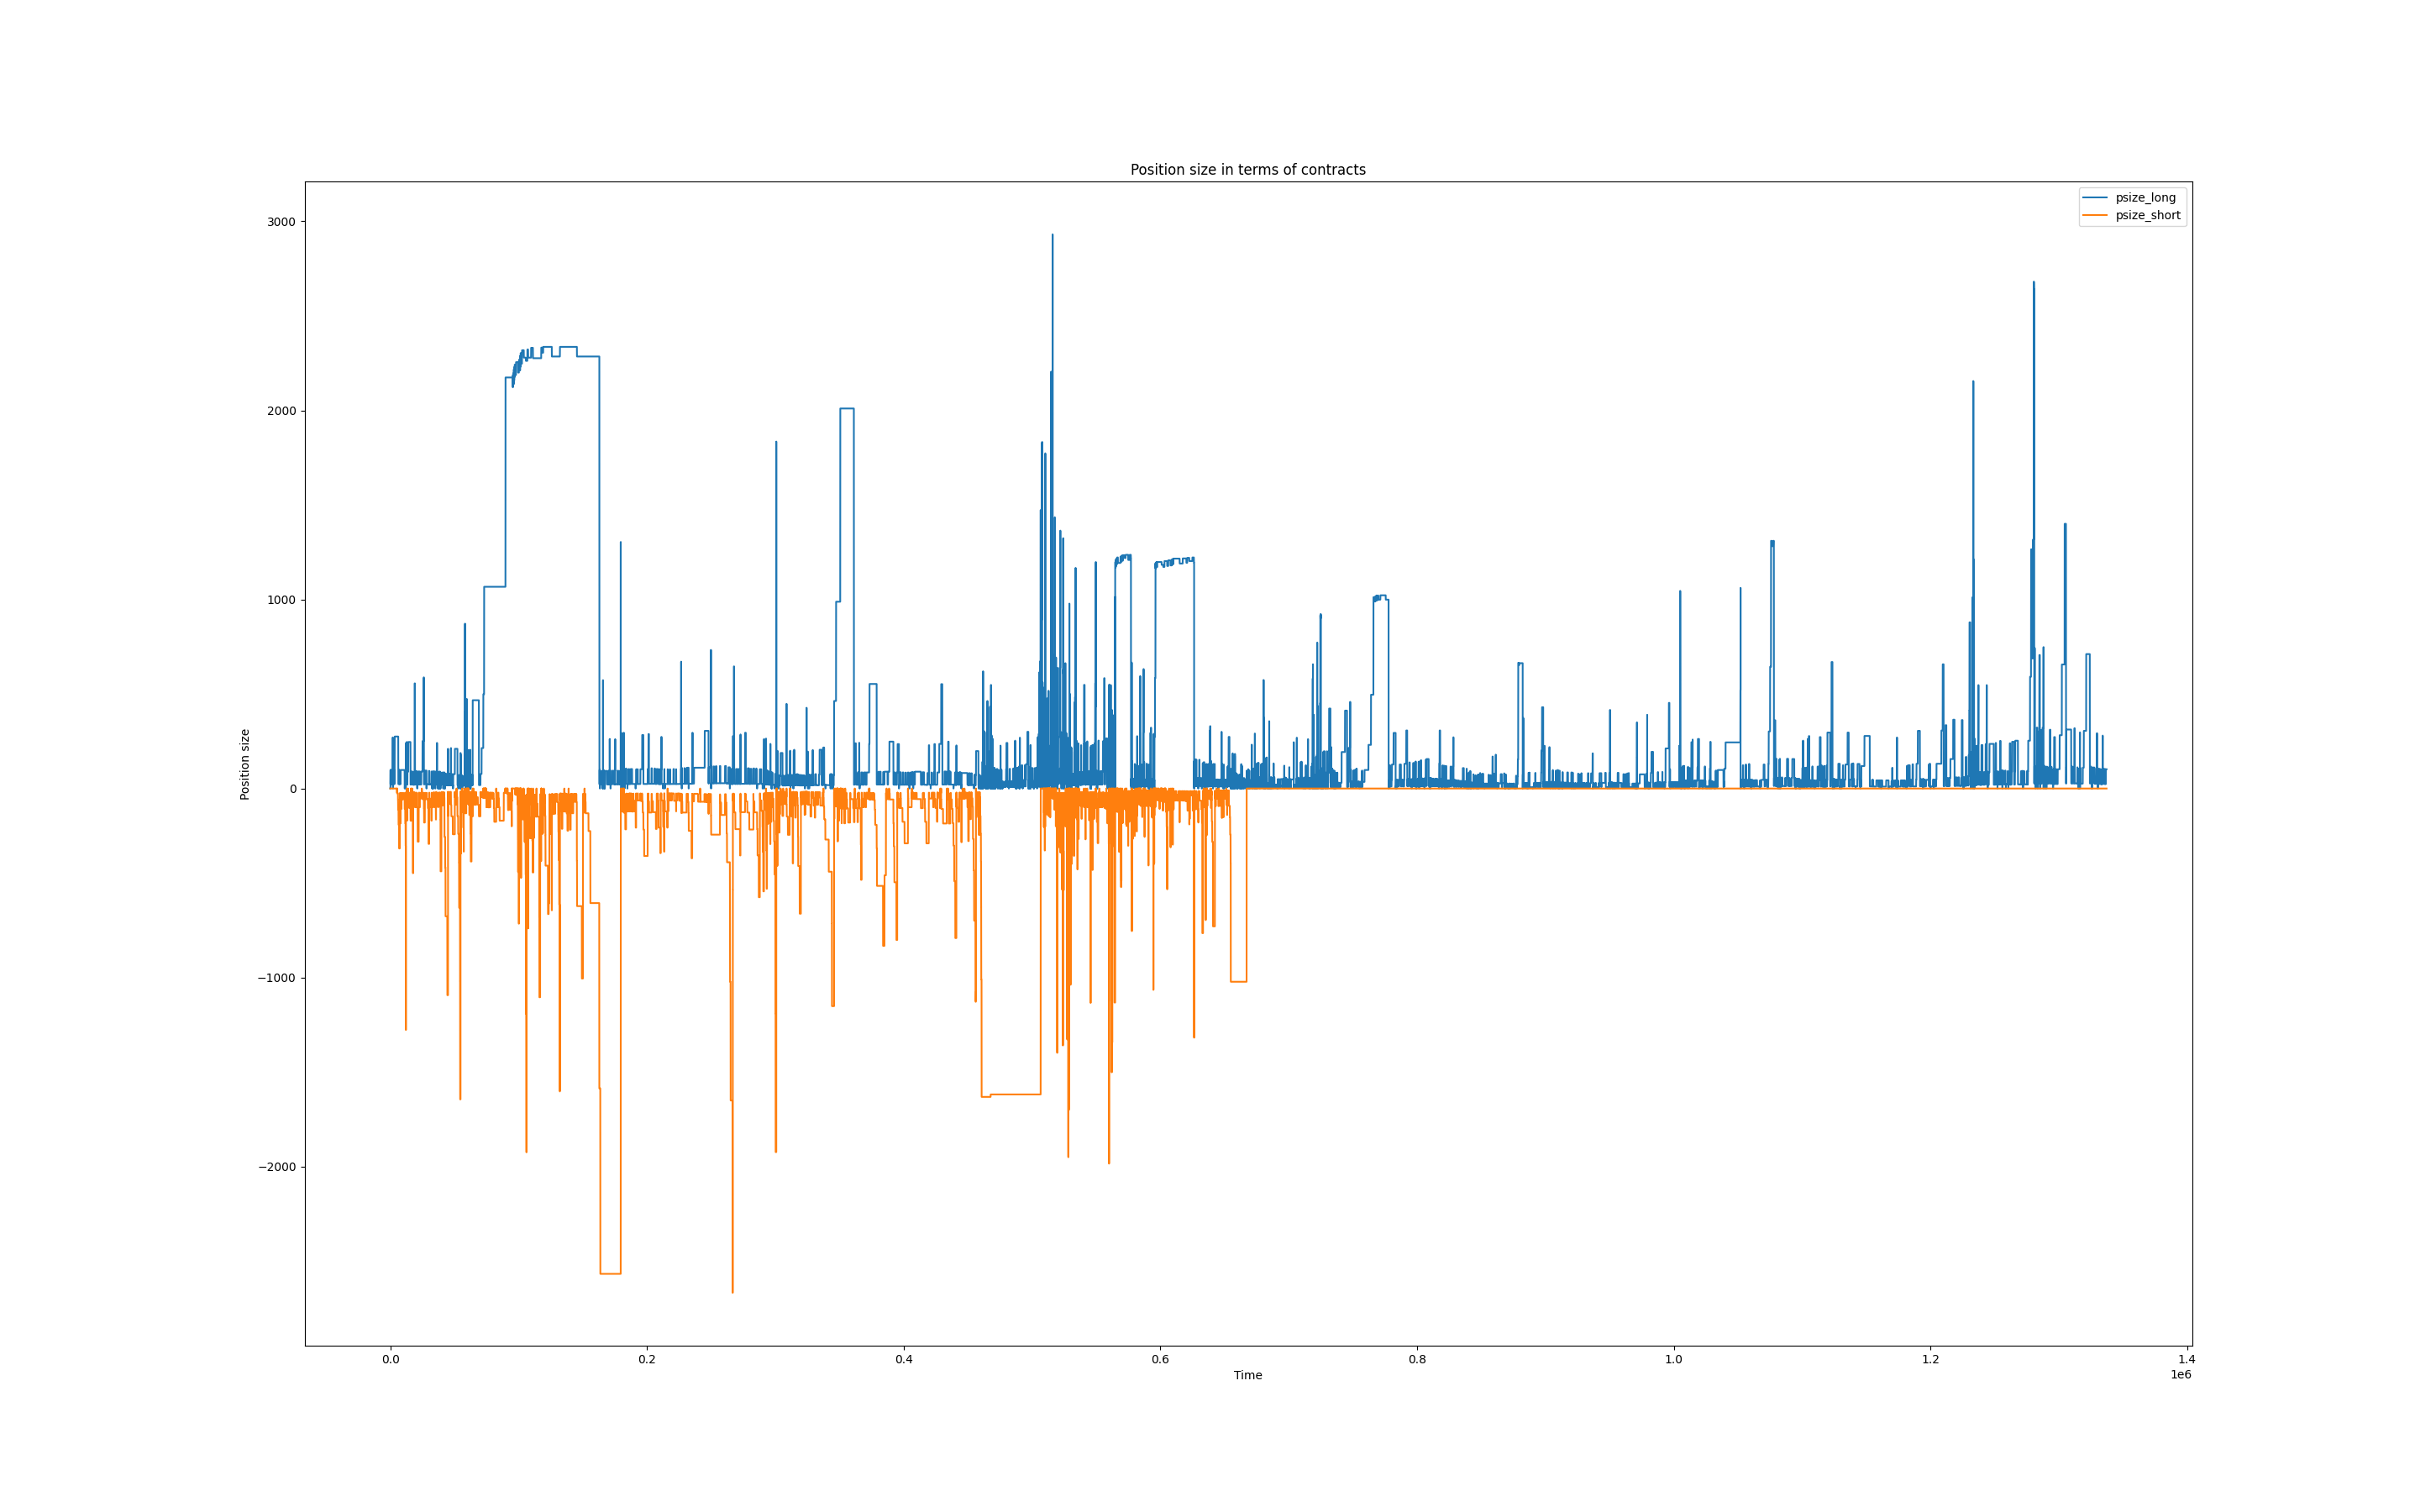 Position size in terms of contracts
psize_long
psize_short
3000
2000
1000
0
−1000
−2000
Position size
0.0 0.2 0.4 0.6 0.8 1.0 1.2 1.4
Time
1e6